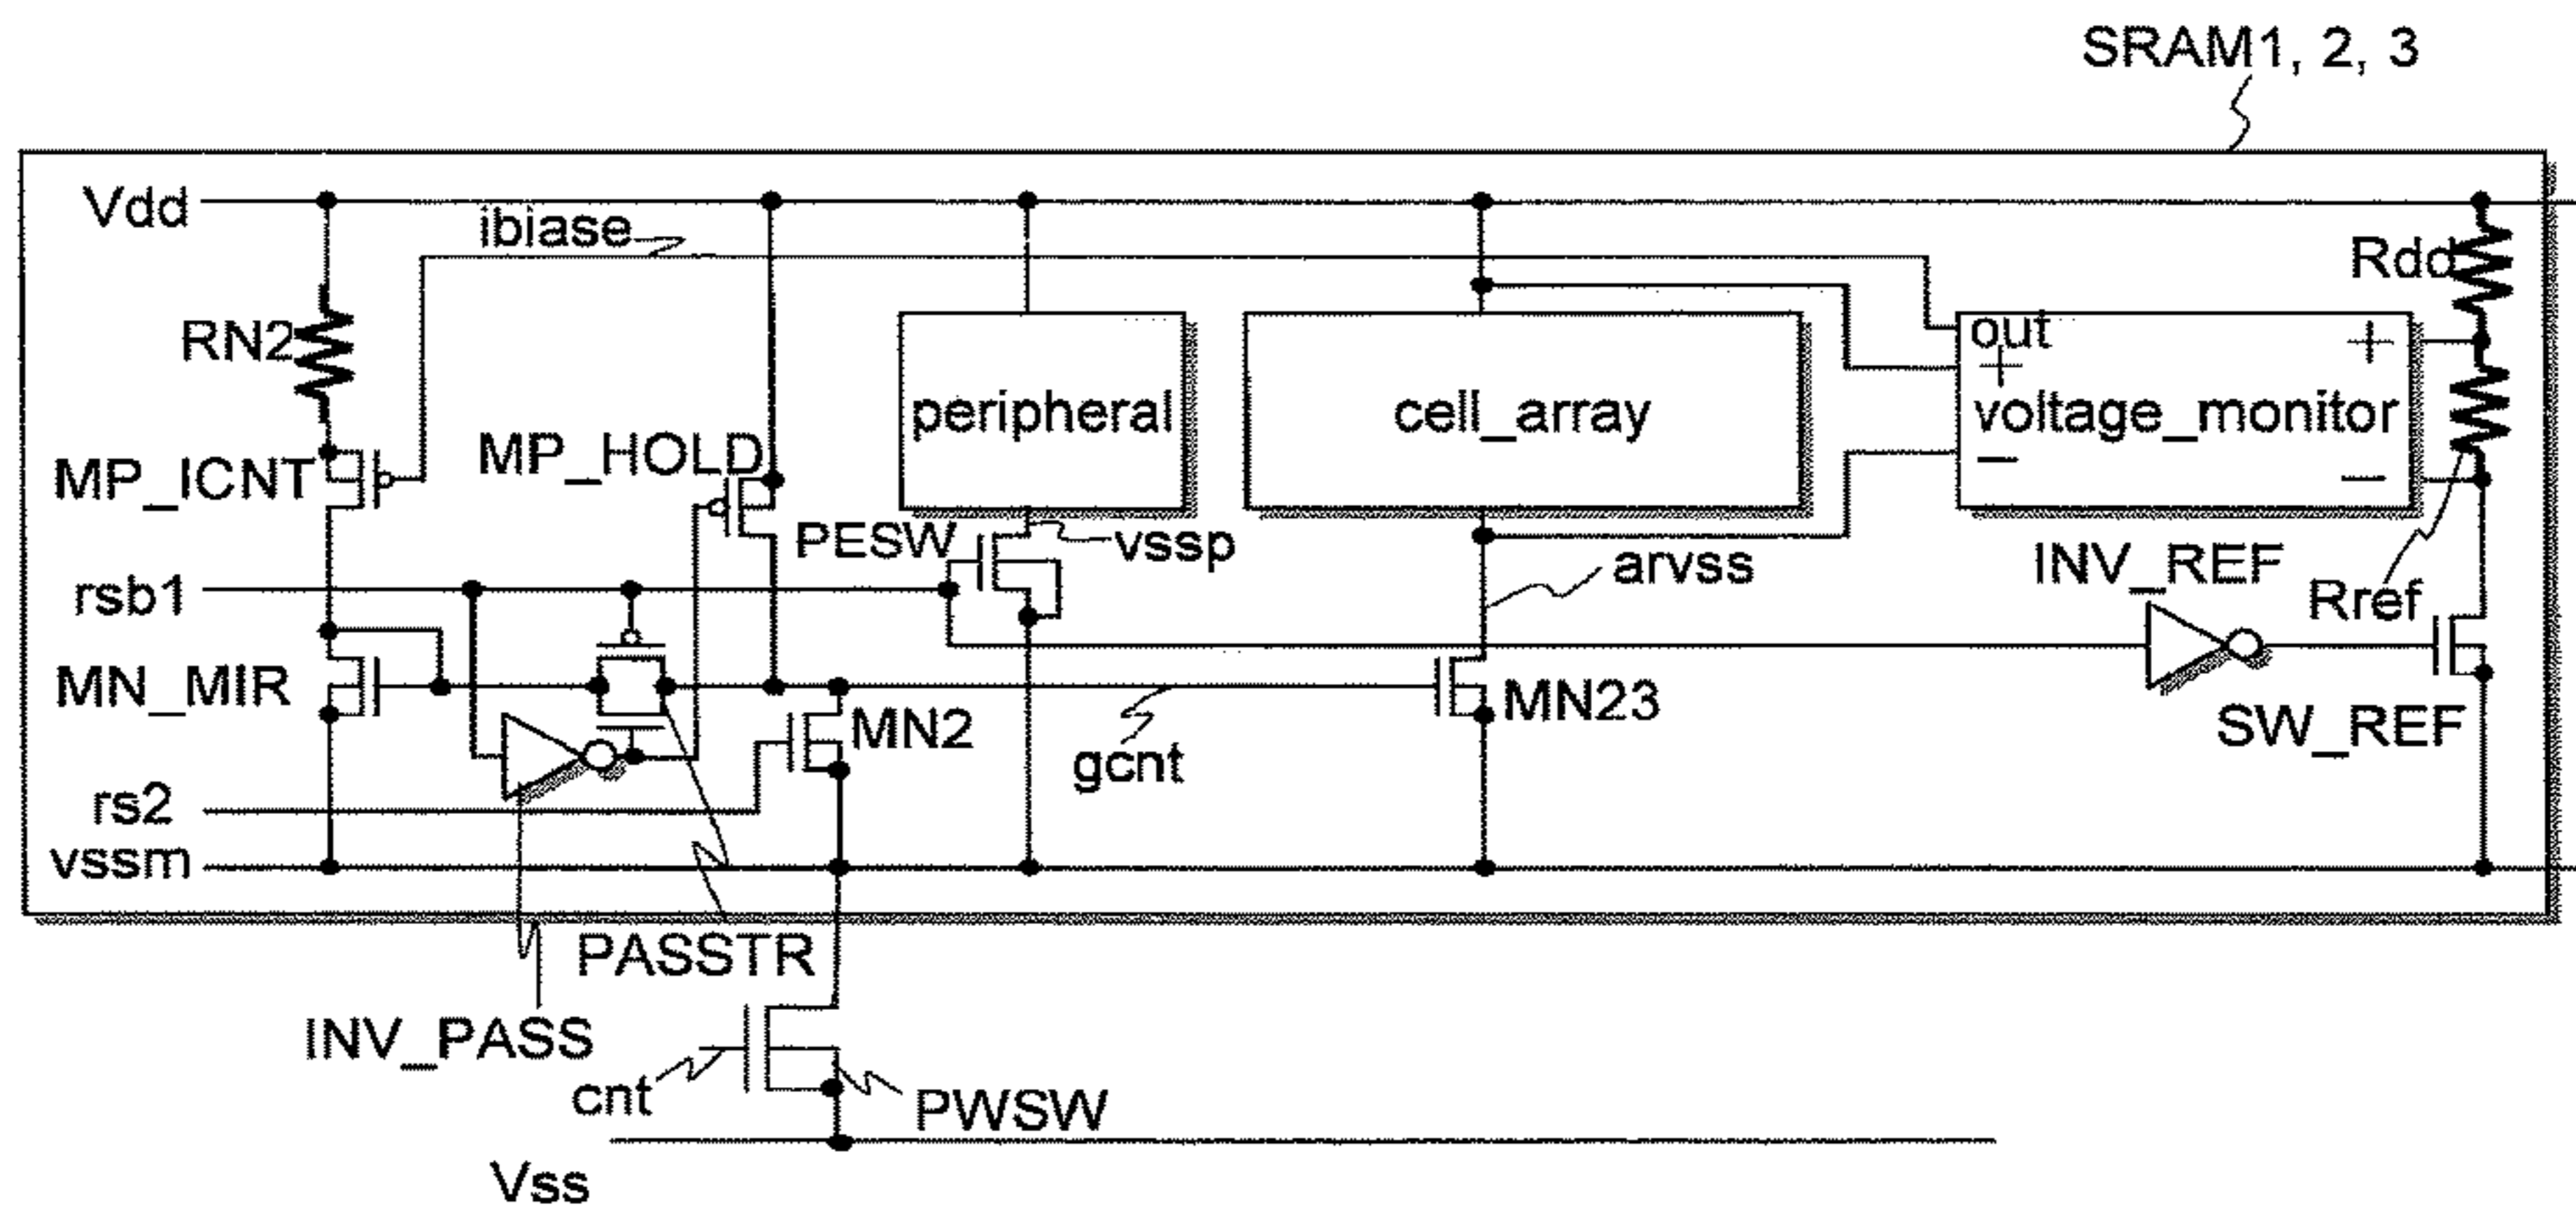 SRAM1, 2, 3
Vdd
ibiase
Rdd
RN2
out
+
+
peripheral
cell_array
voltage_monitor
MP_HOLD
MP_ICNT
−
−
PESW
vssp
arvss
INV_REF
rsb1
Rref
MN_MIR
MN2
MN23
SW_REF
gcnt
rs2
vssm
PASSTR
INV_PASS
cnt
PWSW
Vss